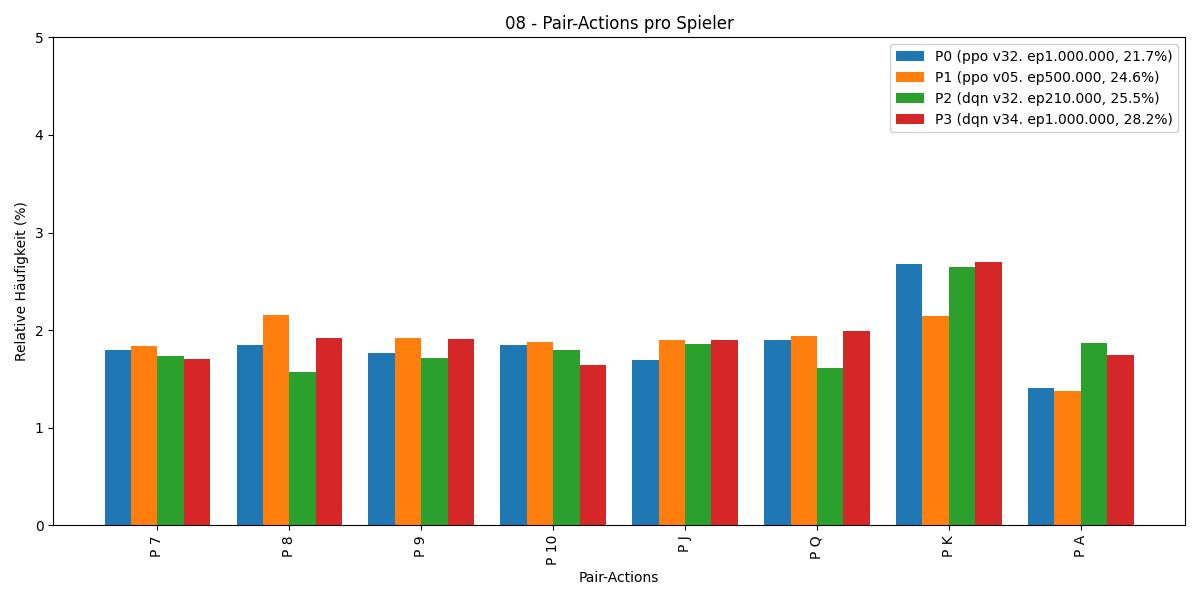 08 - Pair-Actions pro Spieler
5
4
3
2
1
0
Relative Häufigkeit (%)
P0 (ppo v32. ep1.000.000, 21.7%)
P1 (ppo v05. ep500.000, 24.6%)
P2 (dqn v32. ep210.000, 25.5%)
P3 (dqn v34. ep1.000.000, 28.2%)
P 7
P 8
P 9
P 10
P J
P Q
P K
P A
Pair-Actions